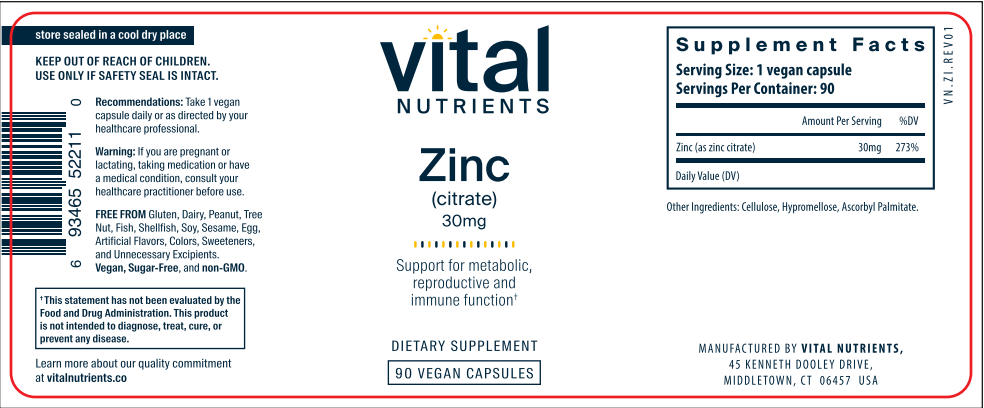 store sealed in a cool dry place
KEEP OUT OF REACH OF CHILDREN.
USE ONLY IF SAFETY SEAL IS INTACT.
6 93465 52211 0
Recommendations: Take 1 vegan
capsule daily or as directed by your
healthcare professional.
Warning: If you are pregnant or
lactating, taking medication or have
a medical condition, consult your
healthcare practitioner before use.
FREE FROM Gluten, Dairy, Peanut, Tree
Nut, Fish, Shellfish, Soy, Sesame, Egg,
Artificial Flavors, Colors, Sweeteners,
and Unnecessary Excipients.
Vegan, Sugar-Free, and non-GMO.
†This statement has not been evaluated by the
Food and Drug Administration. This product
is not intended to diagnose, treat, cure, or
prevent any disease.
Learn more about our quality commitment
at vitalnutrients.co
vital
NUTRIENTS
Zinc
(citrate)
30mg
Support for metabolic,
reproductive and
immune function†
DIETARY SUPPLEMENT
90 VEGAN CAPSULES
Supplement Facts
Serving Size: 1 vegan capsule
Servings Per Container: 90
Amount Per Serving %DV
Zinc (as zinc citrate) 30mg 273%
Daily Value (DV)
Other Ingredients: Cellulose, Hypromellose, Ascorbyl Palmitate.
MANUFACTURED BY VITAL NUTRIENTS,
45 KENNETH DOOLEY DRIVE,
MIDDLETOWN, CT 06457 USA
VN.ZI.REV01